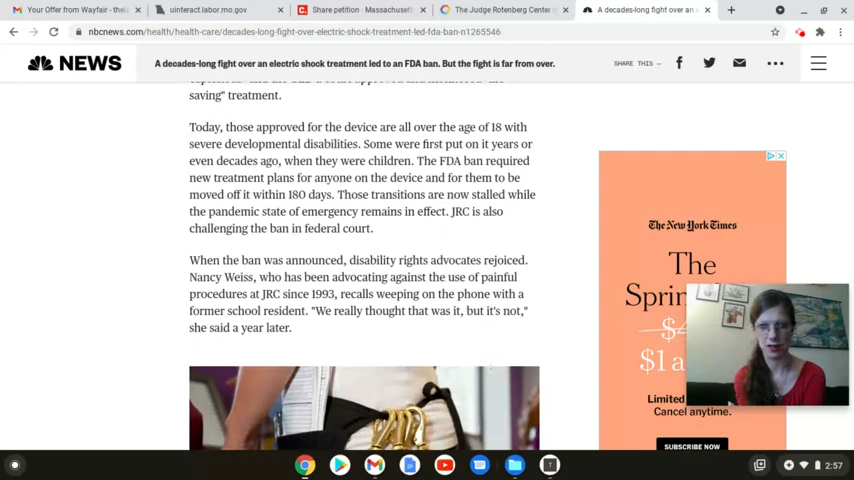 Your Offer from Wayfair - thela
uinteract.labor.mo.gov
Share petition - Massachuset
The Judge Rotenberg Center is
A decades-long fight over an e
nbcnews.com/health/health-care/decades-long-fight-over-electric-shock-treatment-led-fda-ban-n1265546
NEWS
A decades-long fight over an electric shock treatment led to an FDA ban. But the fight is far from over.
SHARE THIS —
saving" treatment.
Today, those approved for the device are all over the age of 18 with
severe developmental disabilities. Some were first put on it years or
even decades ago, when they were children. The FDA ban required
new treatment plans for anyone on the device and for them to be
moved off it within 180 days. Those transitions are now stalled while
the pandemic state of emergency remains in effect. JRC is also
challenging the ban in federal court.
When the ban was announced, disability rights advocates rejoiced.
Nancy Weiss, who has been advocating against the use of painful
procedures at JRC since 1993, recalls weeping on the phone with a
former school resident. "We really thought that was it, but it's not,"
she said a year later.
The New York Times
The
Sprin
$1 a
Limited
Cancel anytime.
SUBSCRIBE NOW
2:57